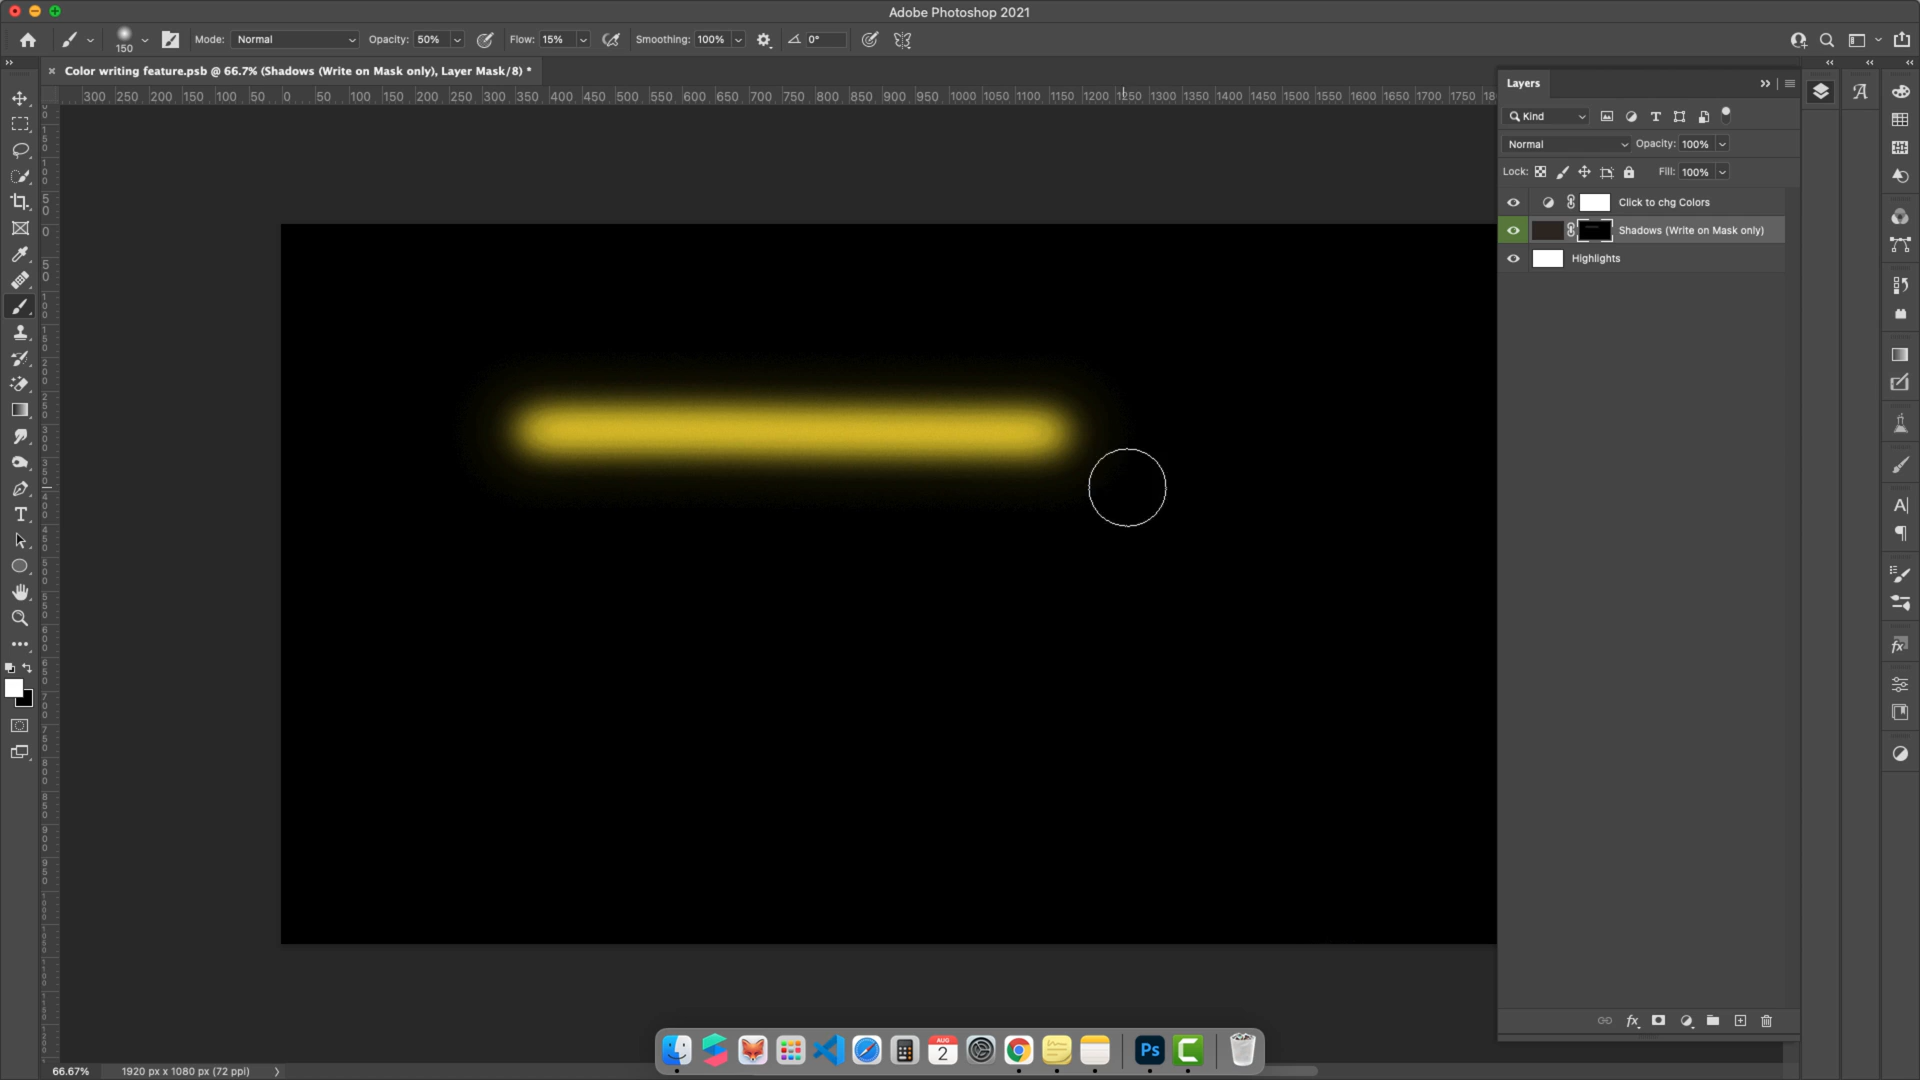 Adobe Photoshop 2021
150
Mode: Normal
Opacity: 50%
Flow: 15%
Smoothing: 100%
0°
Color writing feature.psb @ 66.7% (Shadows (Write on Mask only), Layer Mask/8) *
300 250 200 150 100 50 0 50 100 150 200 250 300 350 400 450 500 550 600 650 700 750 800 850 900 950 1000 1050 1100 1150 1200 1250 1300 1350 1400 1450 1500 1550 1600 1650 1700 1750
Layers
Kind
Normal
Opacity: 100%
Lock:
Fill: 100%
Click to chg Colors
Shadows (Write on Mask only)
Highlights
fx
AUG
2
Ps
66.67%
1920 px x 1080 px (72 ppi)